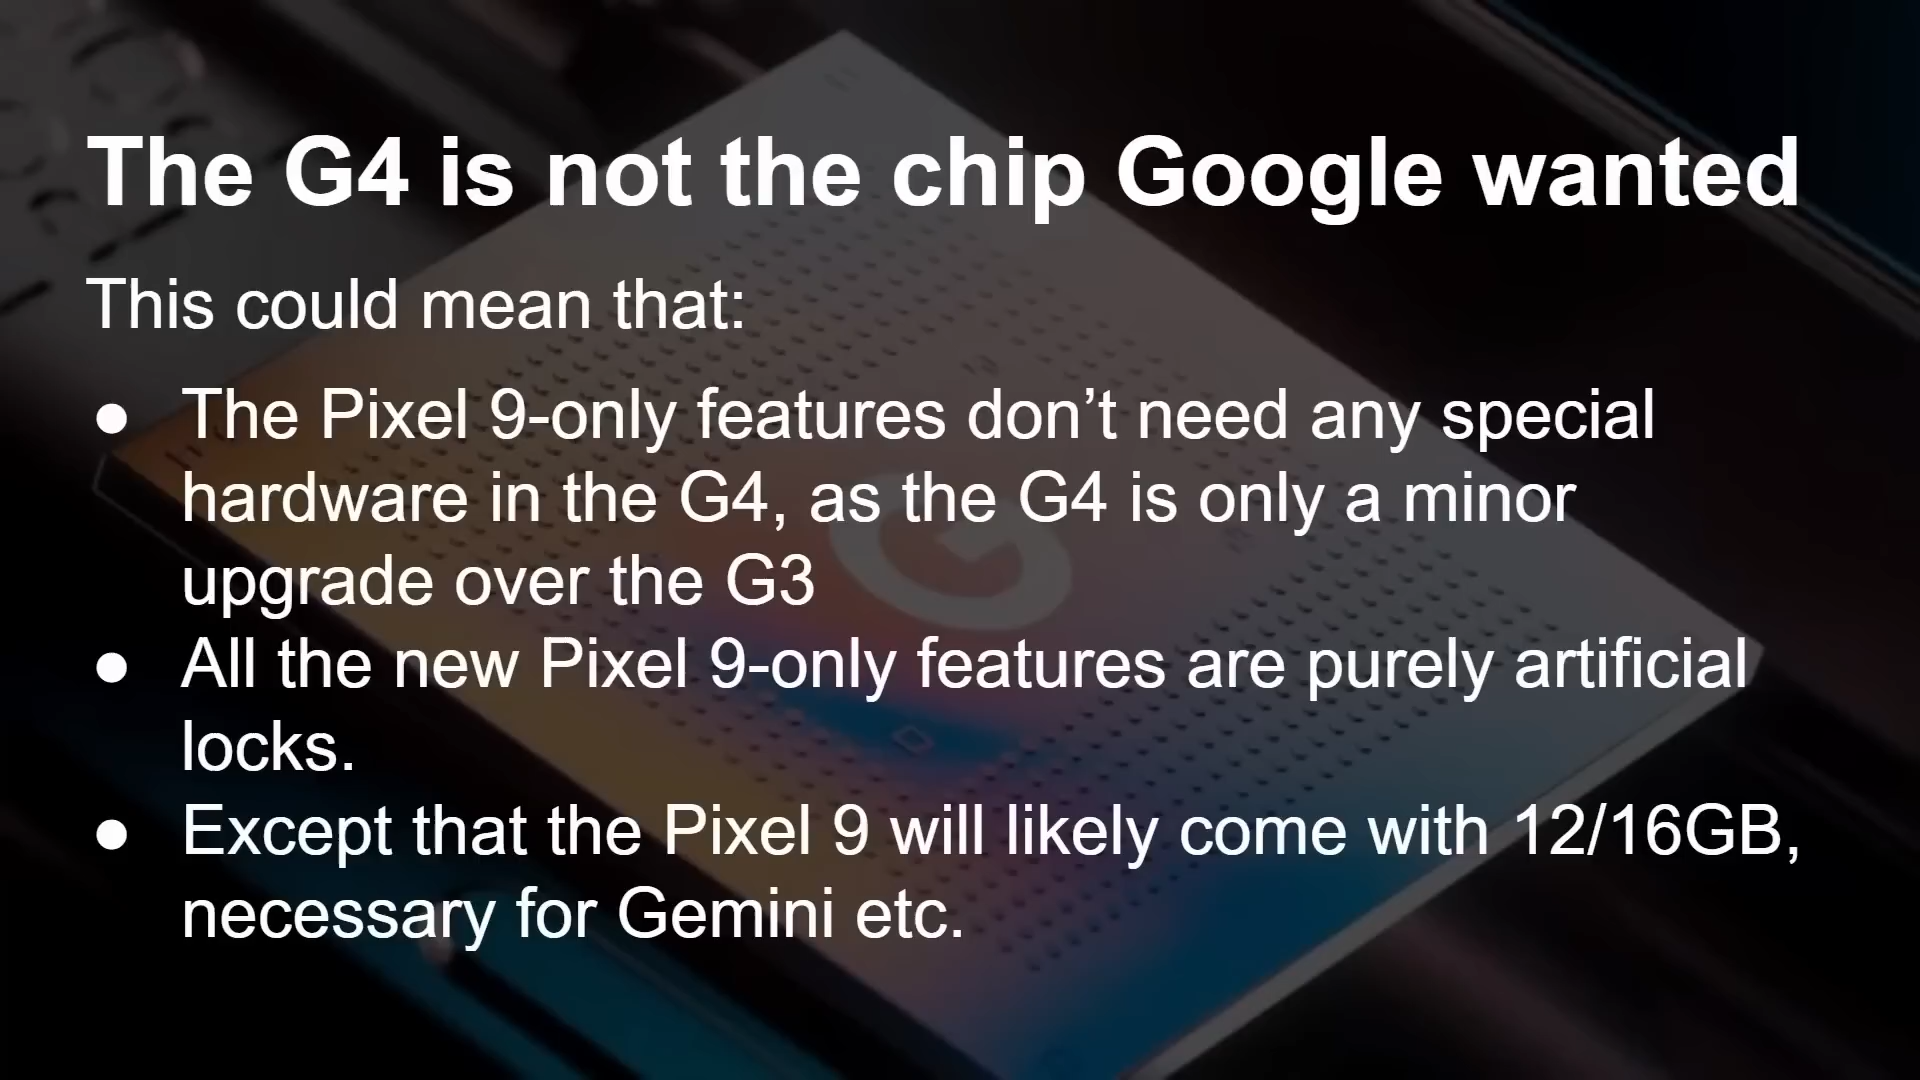 The G4 is not the chip Google wanted
This could mean that:
● The Pixel 9-only features don’t need any special
hardware in the G4, as the G4 is only a minor
upgrade over the G3
● All the new Pixel 9-only features are purely artificial
locks.
● Except that the Pixel 9 will likely come with 12/16GB,
necessary for Gemini etc.